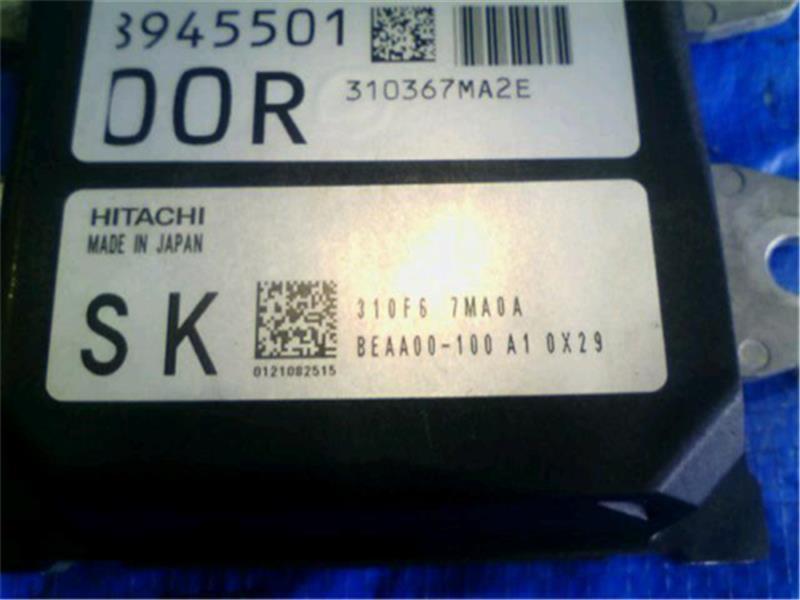 3945501
DOR
310367MA2E
HITACHI
MADE IN JAPAN
SK
310F6 7MA0A
BEAA00-100 A1 0X29
0121082515